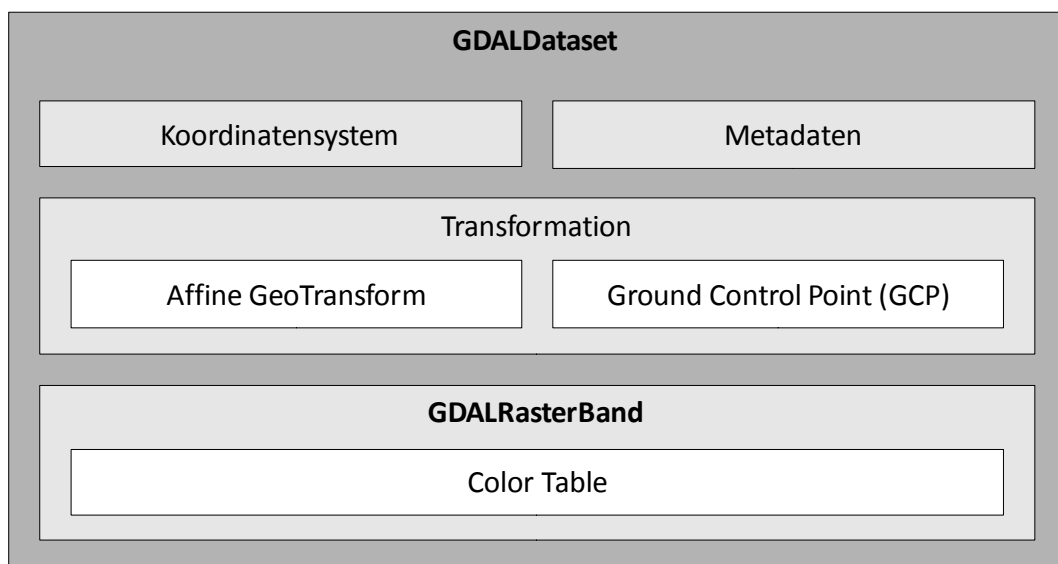 GDALDataset
Koordinatensystem
Metadaten
Transformation
Affine GeoTransform
Ground Control Point (GCP)
GDALRasterBand
Color Table